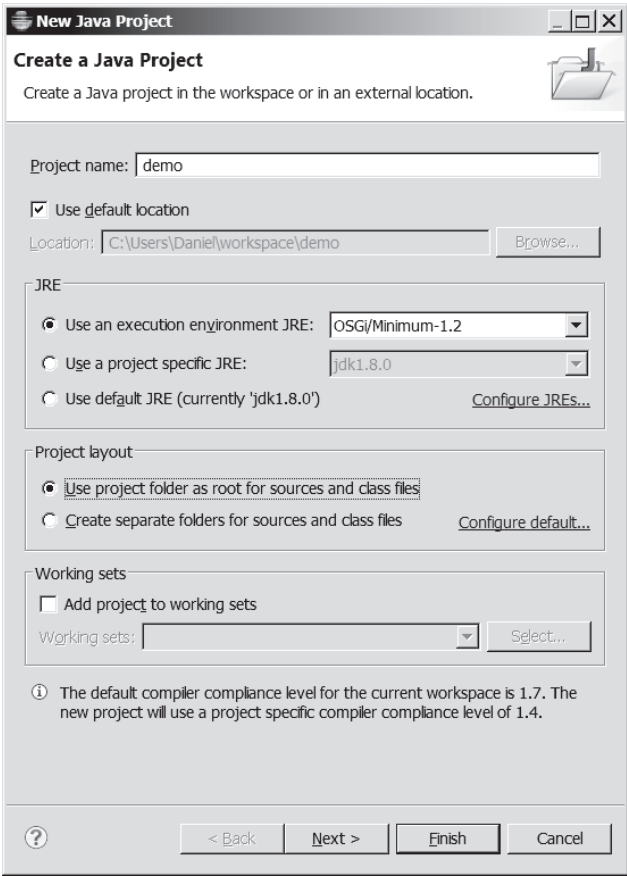 New Java Project
Create a Java Project
Create a Java project in the workspace or in an external location.
Project name: demo
Use default location
Location: C:\Users\Daniel\workspace\demo Browse...
JRE
Use an execution environment JRE: OSGi/Minimum-1.2
Use a project specific JRE: jdk1.8.0
Use default JRE (currently 'jdk1.8.0') Configure JREs...
Project layout
Use project folder as root for sources and class files
Create separate folders for sources and class files Configure default...
Working sets
Add project to working sets
Working sets: Select...
The default compiler compliance level for the current workspace is 1.7. The
new project will use a project specific compiler compliance level of 1.4.
? < Back Next > Finish Cancel